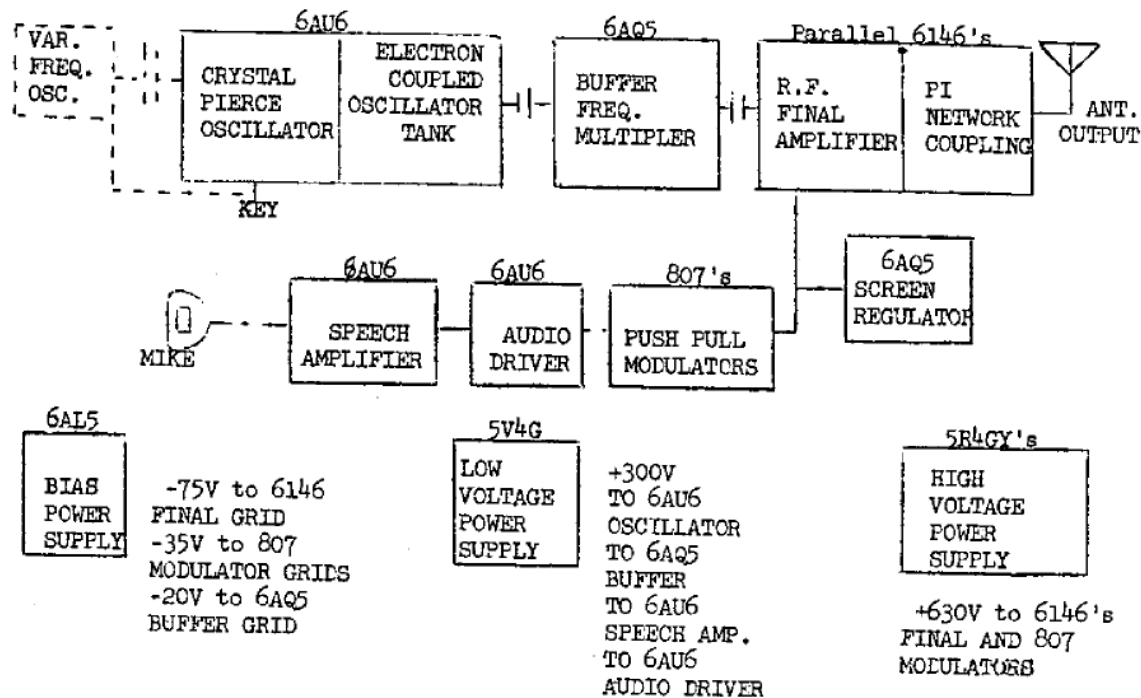 VAR.
FREQ.
OSC.
6AU6
CRYSTAL
PIERCE
OSCILLATOR
ELECTRON
COUPLED
OSCILLATOR
TANK
KEY
6AQ5
BUFFER
FREQ.
MULTIPLER
Parallel 6146's
R.F.
FINAL
AMPLIFIER
PI
NETWORK
COUPLING
ANT.
OUTPUT
MIKE
6AU6
SPEECH
AMPLIFIER
6AU6
AUDIO
DRIVER
807's
PUSH PULL
MODULATORS
6AQ5
SCREEN
REGULATOR
6AL5
BIAS
POWER
SUPPLY
-75V to 6146
FINAL GRID
-35V to 807
MODULATOR GRIDS
-20V to 6AQ5
BUFFER GRID
5V4G
LOW
VOLTAGE
POWER
SUPPLY
+300V
TO 6AU6
OSCILLATOR
TO 6AQ5
BUFFER
TO 6AU6
SPEECH AMP.
TO 6AU6
AUDIO DRIVER
5R4GY's
HIGH
VOLTAGE
POWER
SUPPLY
+630V to 6146's
FINAL AND 807
MODULATORS